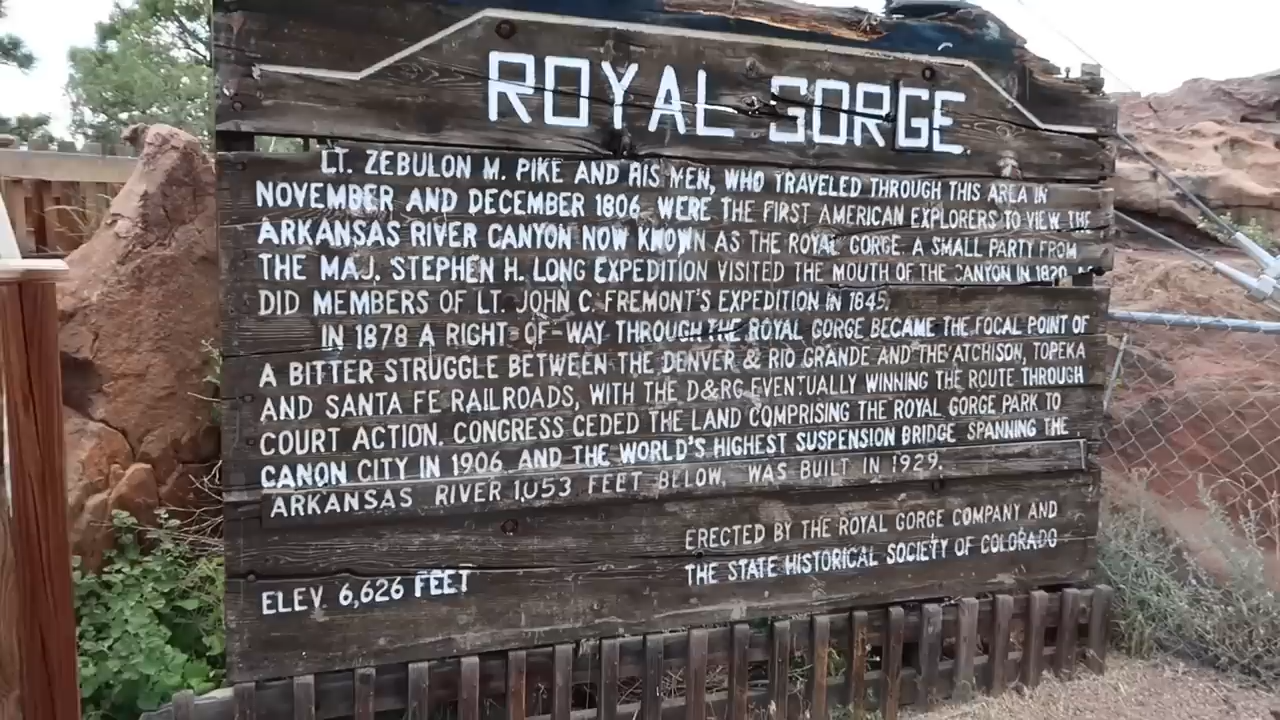 ROYAL GORGE
LT. ZEBULON M. PIKE AND HIS MEN, WHO TRAVELED THROUGH THIS AREA IN
NOVEMBER AND DECEMBER 1806, WERE THE FIRST AMERICAN EXPLORERS TO VIEW THE
ARKANSAS RIVER CANYON NOW KNOWN AS THE ROYAL GORGE. A SMALL PARTY FROM
THE MAJ. STEPHEN H. LONG EXPEDITION VISITED THE MOUTH OF THE CANYON IN 1820,
DID MEMBERS OF LT. JOHN C. FREMONT'S EXPEDITION IN 1845.
IN 1878 A RIGHT-OF-WAY THROUGH THE ROYAL GORGE BECAME THE FOCAL POINT OF
A BITTER STRUGGLE BETWEEN THE DENVER & RIO GRANDE AND THE ATCHISON, TOPEKA
AND SANTA FE RAILROADS, WITH THE D&RG EVENTUALLY WINNING THE ROUTE THROUGH
COURT ACTION. CONGRESS CEDED THE LAND COMPRISING THE ROYAL GORGE PARK TO
CANON CITY IN 1906 AND THE WORLD'S HIGHEST SUSPENSION BRIDGE SPANNING THE
ARKANSAS RIVER 1,053 FEET BELOW, WAS BUILT IN 1929.
ERECTED BY THE ROYAL GORGE COMPANY AND
THE STATE HISTORICAL SOCIETY OF COLORADO
ELEV. 6,626 FEET